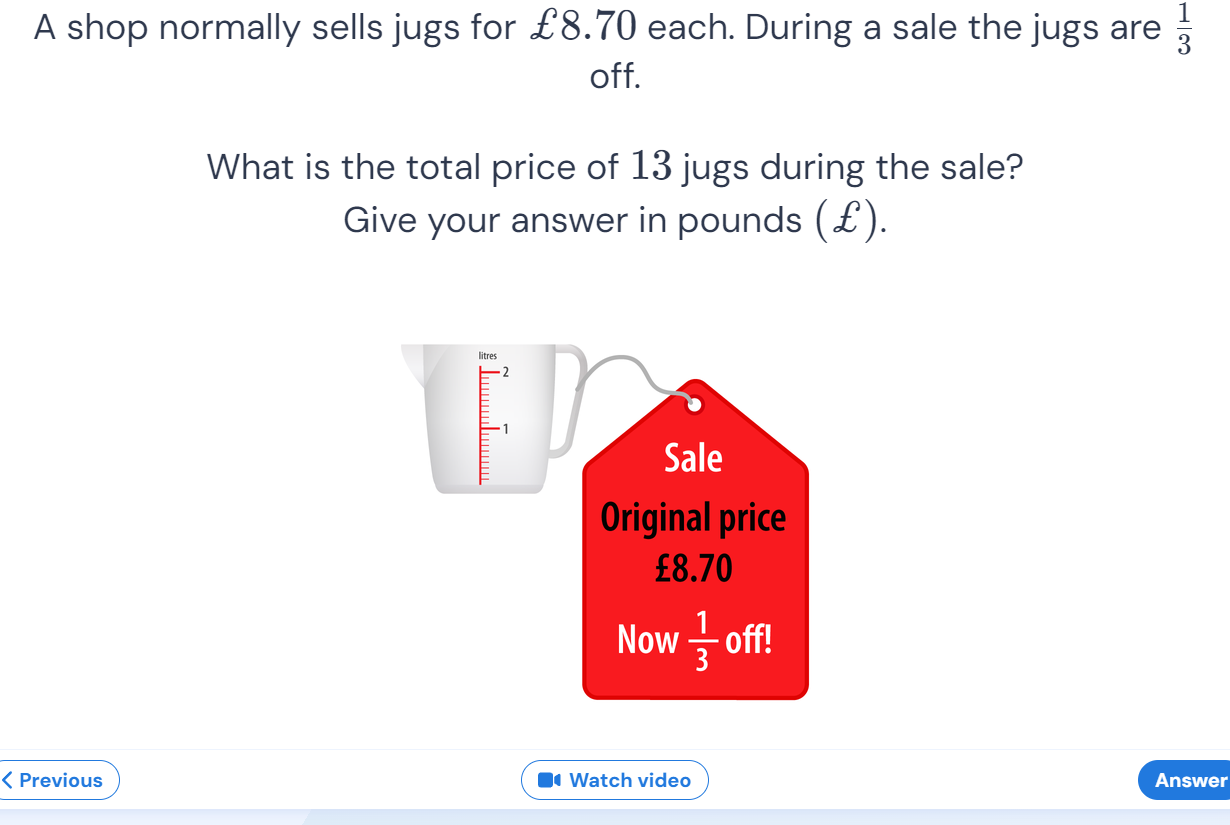 A shop normally sells jugs for £8.70 each. During a sale the jugs are 1/3
off.
What is the total price of 13 jugs during the sale?
Give your answer in pounds (£).
litres
2
1
Sale
Original price
£8.70
Now 1/3 off!
Previous
Watch video
Answer